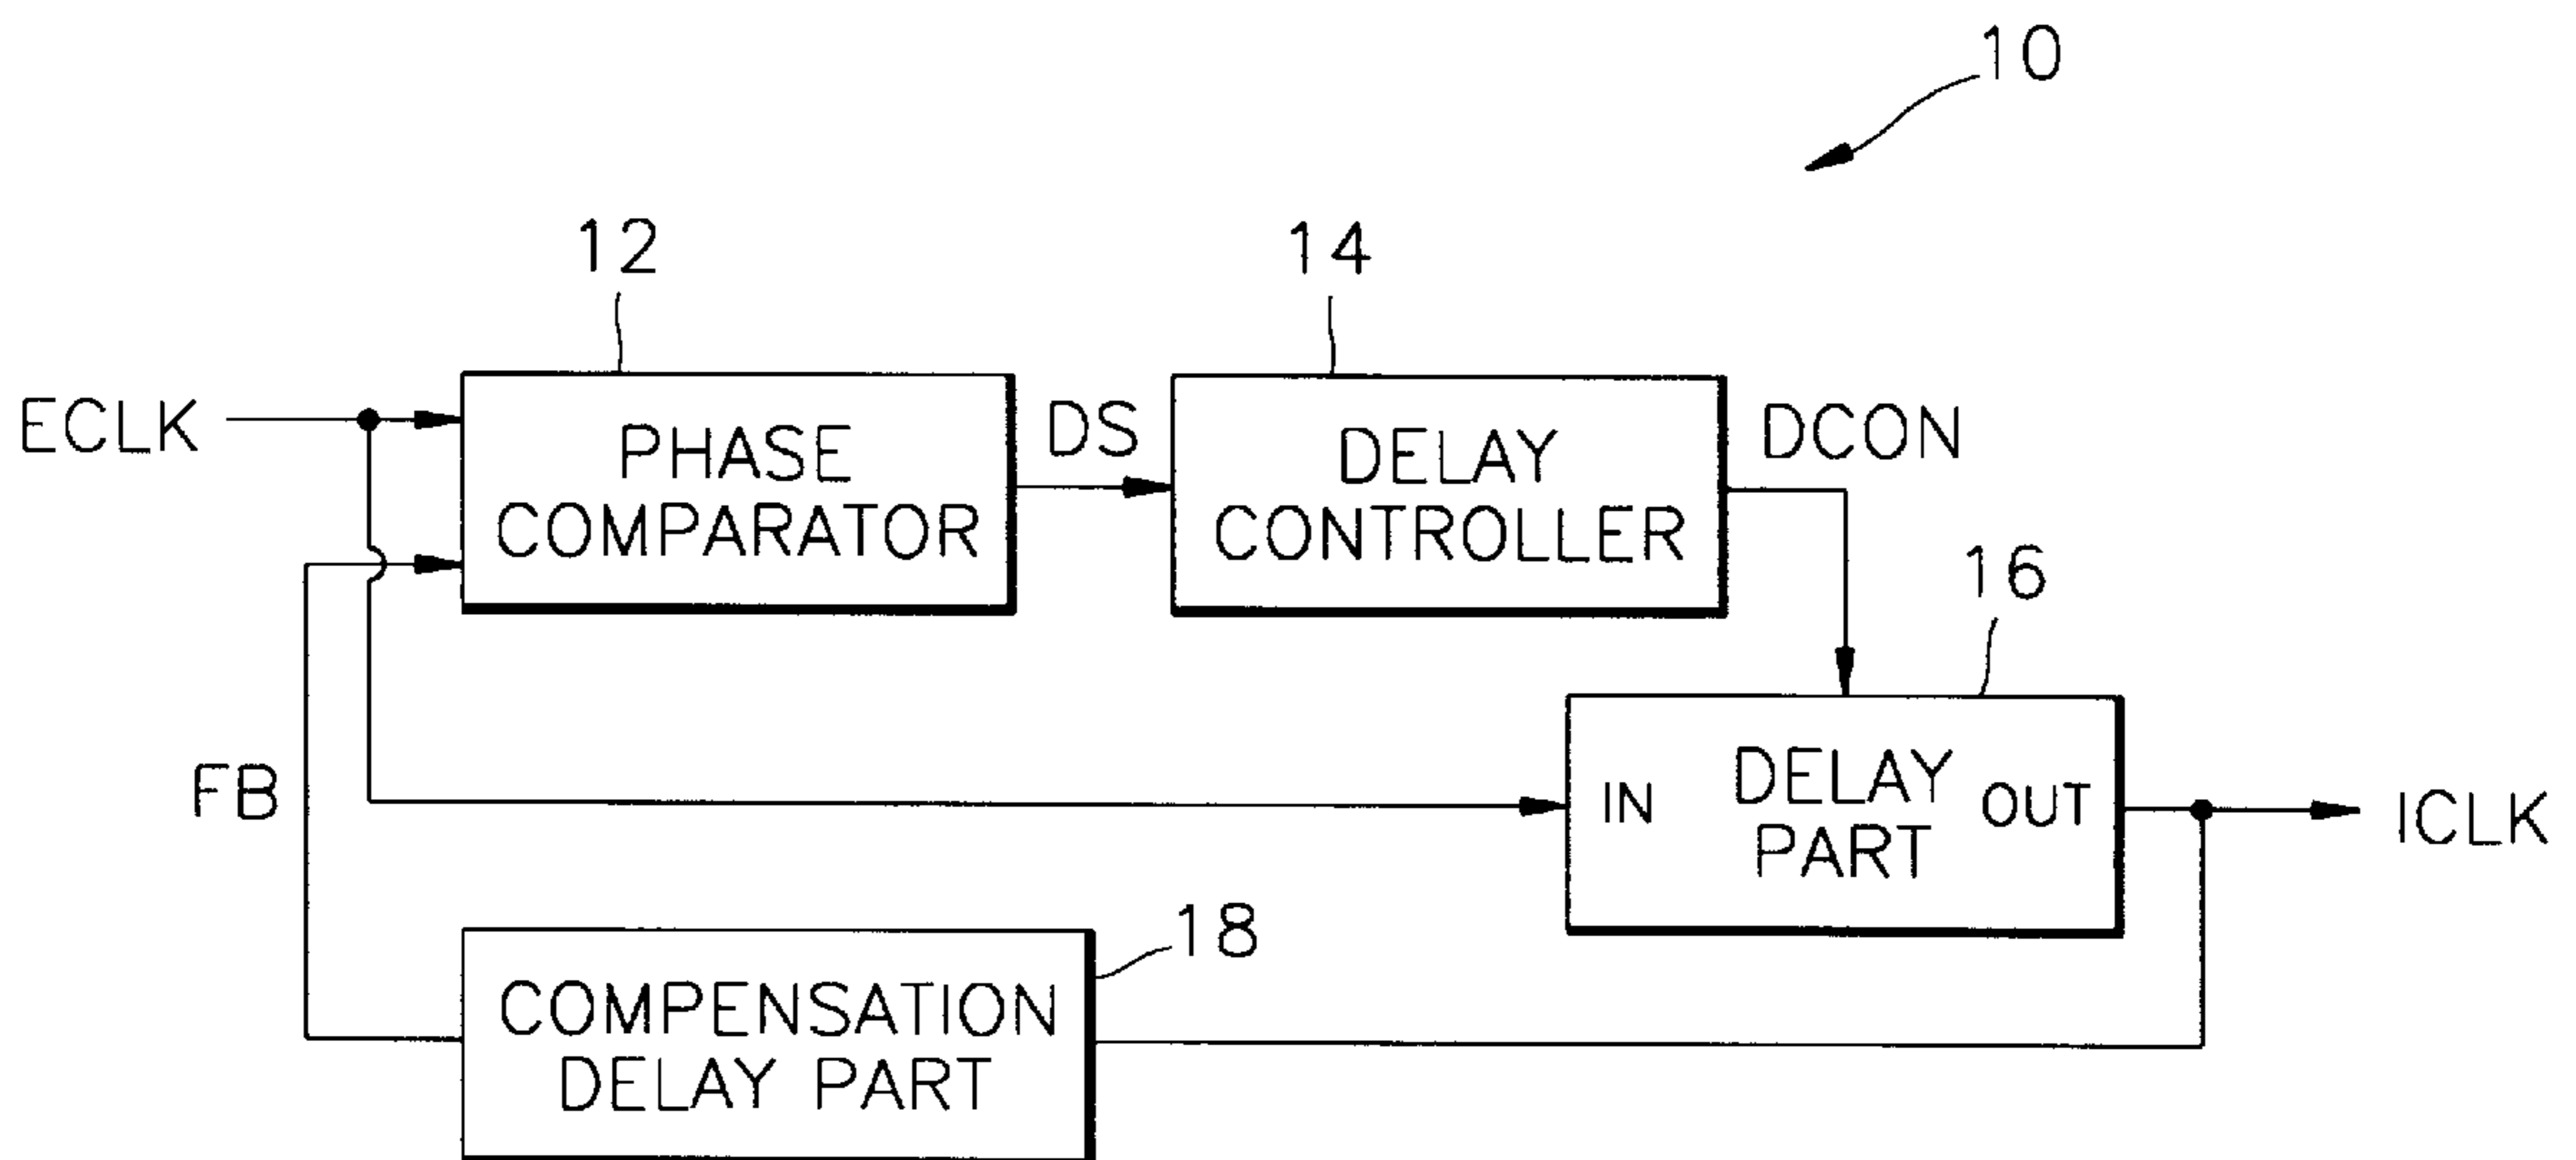 10
12
14
ECLK
PHASE
COMPARATOR
DS
DELAY
CONTROLLER
DCON
16
FB
IN
DELAY
PART
OUT
ICLK
18
COMPENSATION
DELAY PART